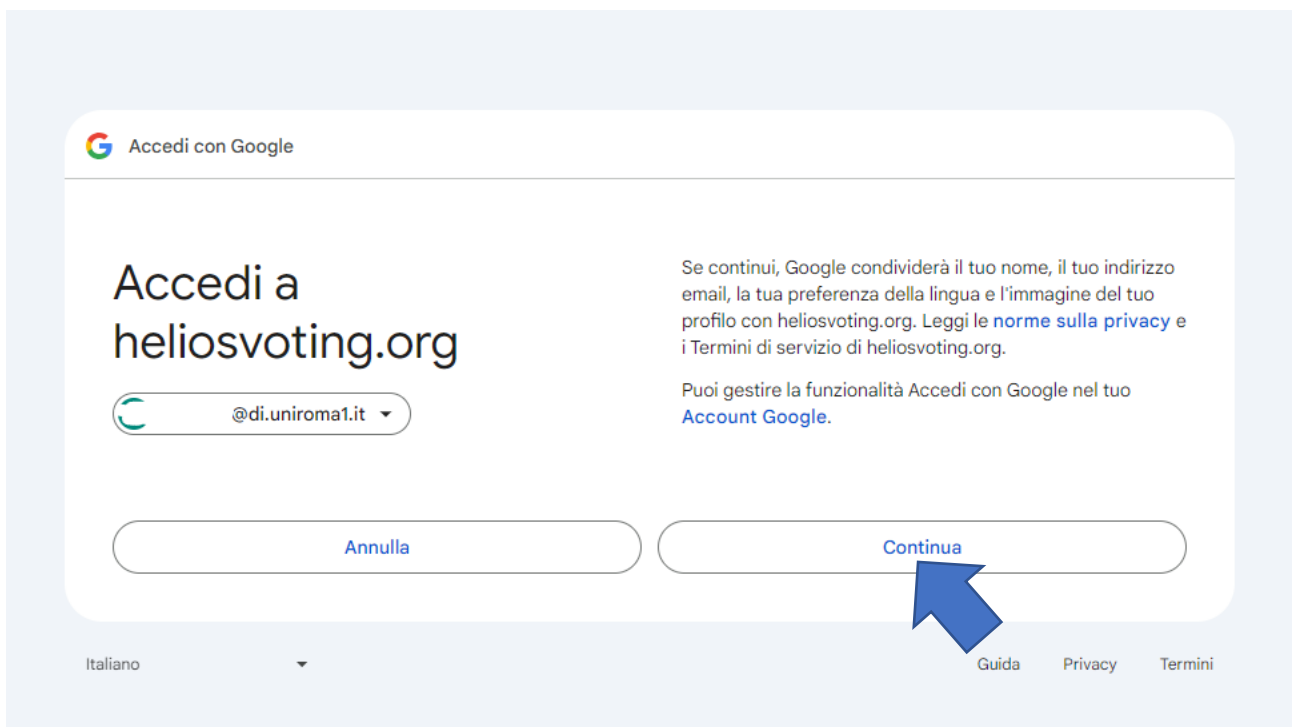 Accedi con Google
Accedi a
heliosvoting.org
@di.uniroma1.it
Se continui, Google condividerà il tuo nome, il tuo indirizzo
email, la tua preferenza della lingua e l'immagine del tuo
profilo con heliosvoting.org. Leggi le norme sulla privacy e
i Termini di servizio di heliosvoting.org.
Puoi gestire la funzionalità Accedi con Google nel tuo
Account Google.
Annulla
Continua
Italiano
Guida Privacy Termini